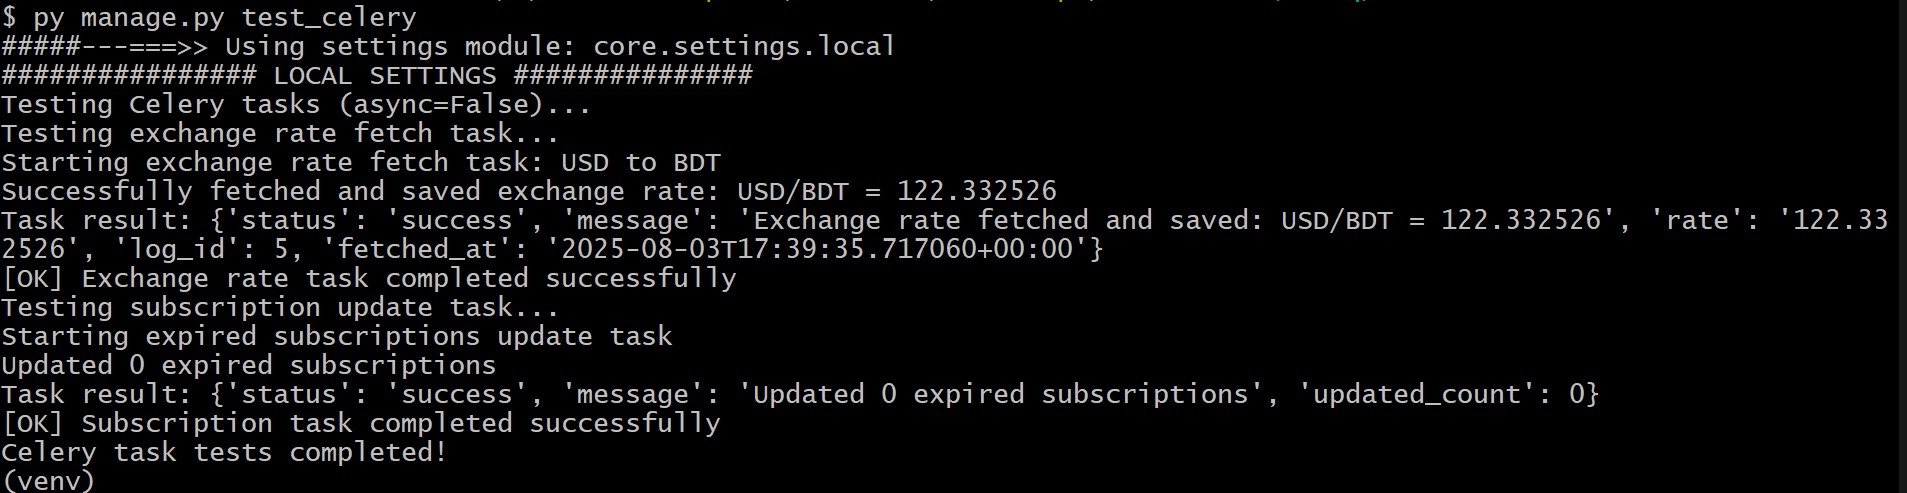 $ py manage.py test_celery
#####---===>> Using settings module: core.settings.local
################ LOCAL SETTINGS ###############
Testing Celery tasks (async=False)...
Testing exchange rate fetch task...
Starting exchange rate fetch task: USD to BDT
Successfully fetched and saved exchange rate: USD/BDT = 122.332526
Task result: {'status': 'success', 'message': 'Exchange rate fetched and saved: USD/BDT = 122.332526', 'rate': '122.33
2526', 'log_id': 5, 'fetched_at': '2025-08-03T17:39:35.717060+00:00'}
[OK] Exchange rate task completed successfully
Testing subscription update task...
Starting expired subscriptions update task
Updated 0 expired subscriptions
Task result: {'status': 'success', 'message': 'Updated 0 expired subscriptions', 'updated_count': 0}
[OK] Subscription task completed successfully
Celery task tests completed!
(venv)